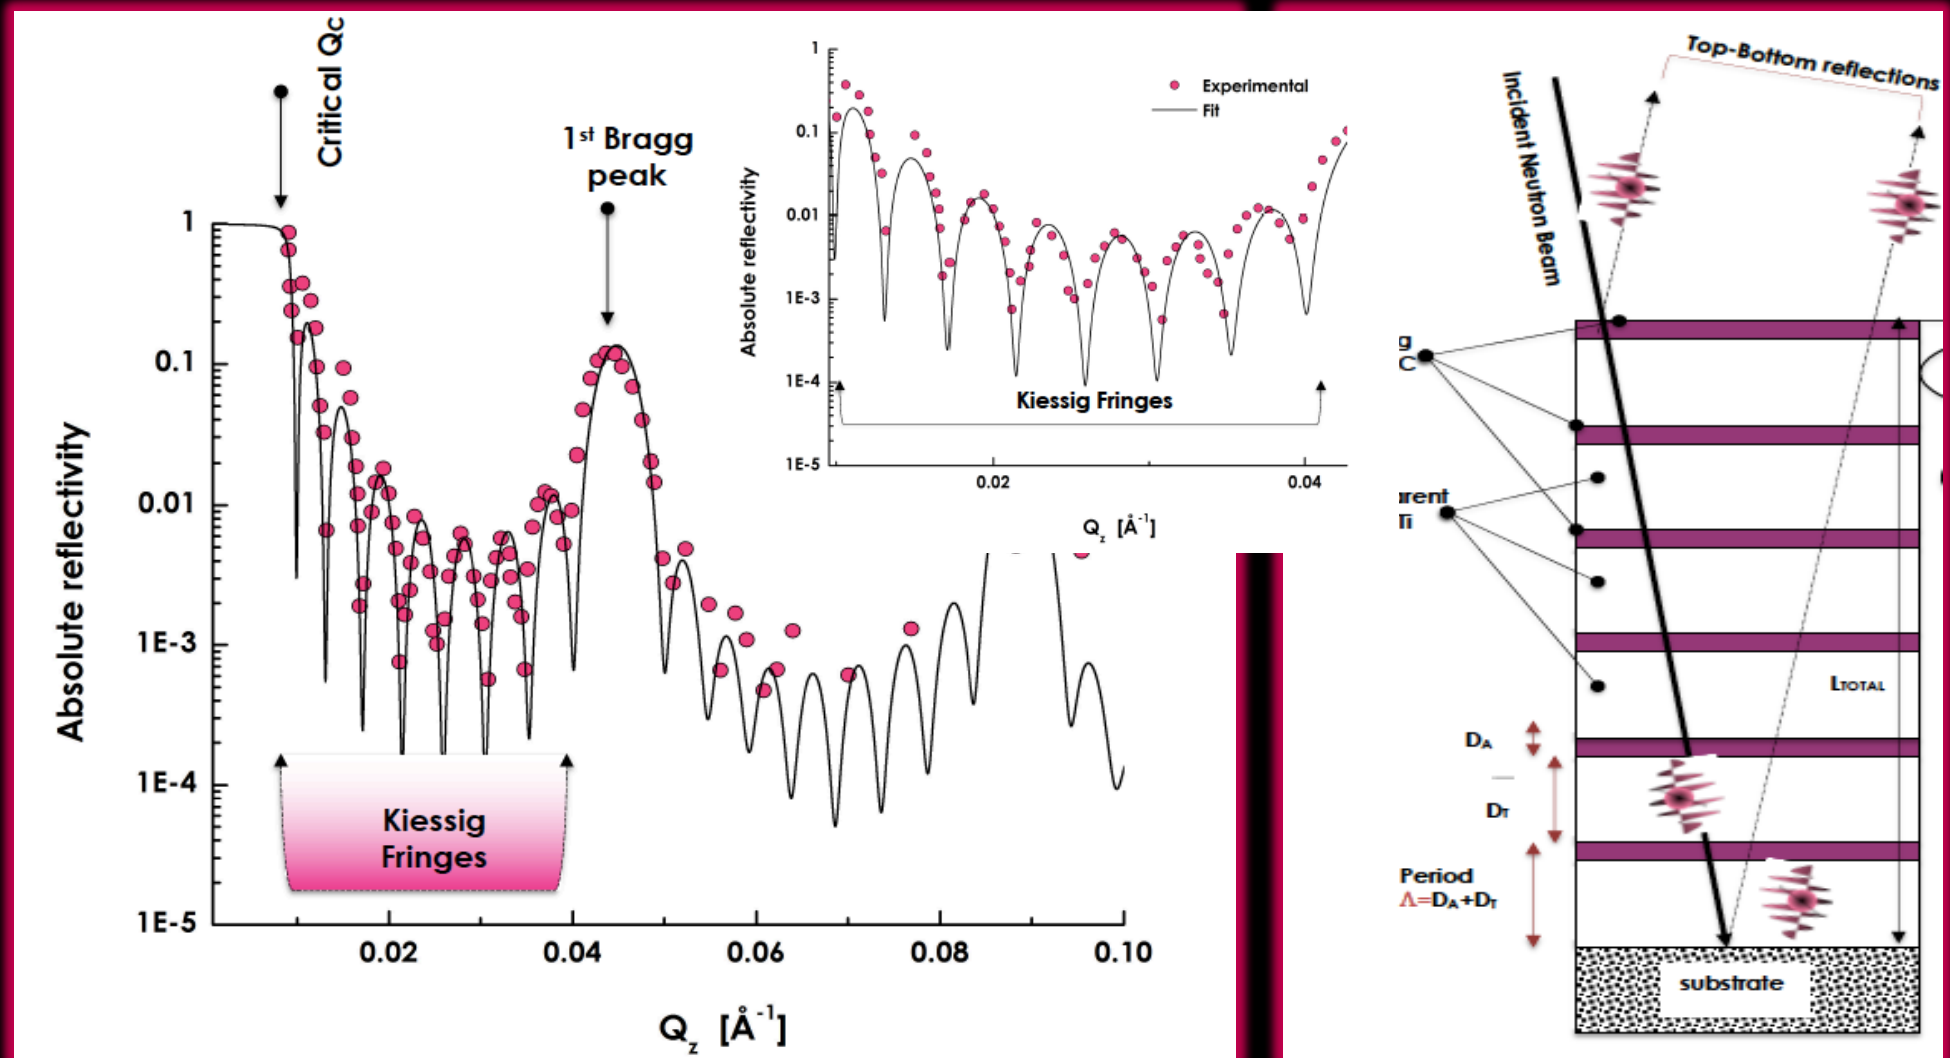 Critical Qc
1st Bragg
peak
Absolute reflectivity
1
0.1
0.01
1E-3
1E-4
1E-5
Kiessig
Fringes
0.02
0.04
0.06
0.08
0.10
Qz [Å-1]
Absolute reflectivity
1
0.1
0.01
1E-3
1E-4
1E-5
Experimental
Fit
Kiessig Fringes
0.02
0.04
Qz [Å-1]
Top-Bottom reflections
Incident Neutron Beam
g
C
arent
Ti
LTOTAL
DA
DT
Period
Λ=DA+DT
substrate